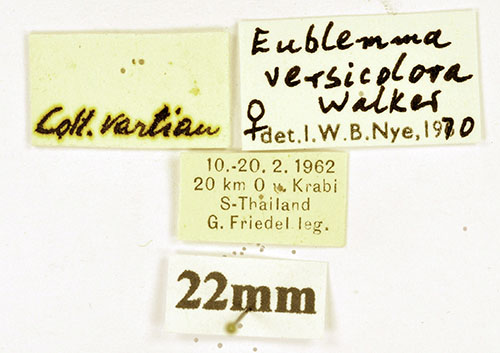 Coll. Vartian
Eublemma
versicolora
Walker
♀ det. I. W. B. Nye, 1970
10.-20. 2. 1962
20 km O v. Krabi
S-Thailand
G. Friedel leg.
22mm